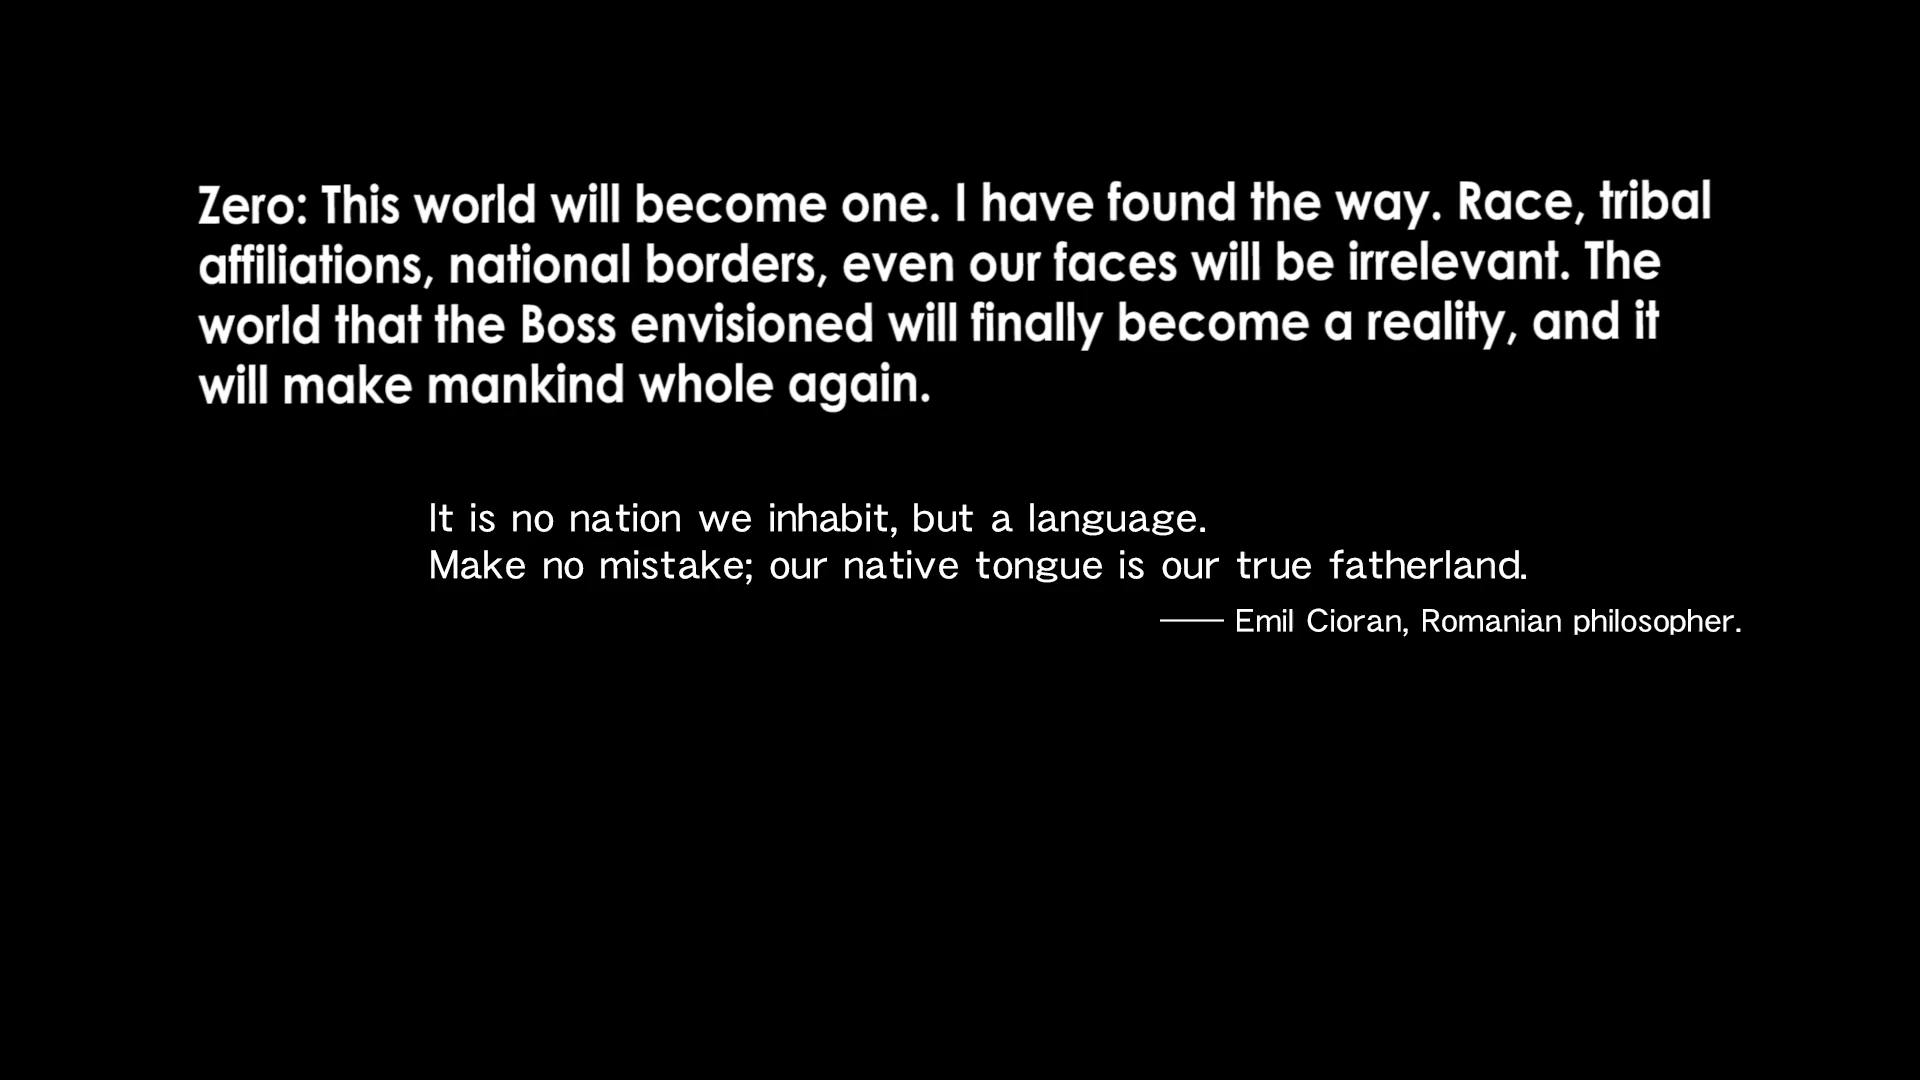 Zero: This world will become one. I have found the way. Race, tribal
affiliations, national borders, even our faces will be irrelevant. The
world that the Boss envisioned will finally become a reality, and it
will make mankind whole again.
It is no nation we inhabit, but a language.
Make no mistake; our native tongue is our true fatherland.
—— Emil Cioran, Romanian philosopher.